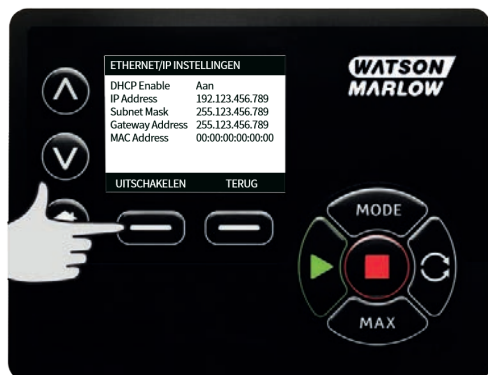 ETHERNET/IP INSTELLINGEN
DHCP Enable Aan
IP Address 192.123.456.789
Subnet Mask 255.123.456.789
Gateway Address 255.123.456.789
MAC Address 00:00:00:00:00:00
UITSCHAKELEN TERUG
WATSON
MARLOW
MODE
MAX